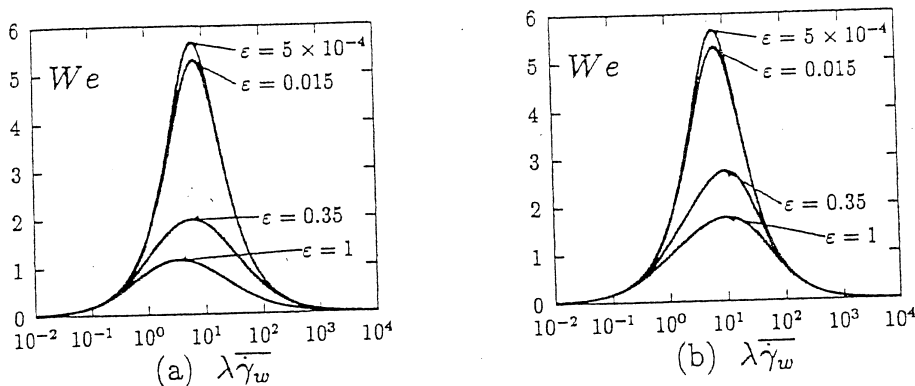 6
5
4
3
2
1
0
We
ε = 5 × 10⁻⁴
ε = 0.015
ε = 0.35
ε = 1
10⁻² 10⁻¹ 10⁰ 10¹ 10² 10³ 10⁴
(a) λγ̇_w
6
5
4
3
2
1
0
We
ε = 5 × 10⁻⁴
ε = 0.015
ε = 0.35
ε = 1
10⁻² 10⁻¹ 10⁰ 10¹ 10² 10³ 10⁴
(b) λγ̇_w